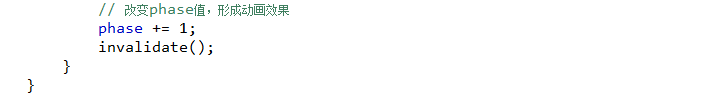 // 改变phase值，形成动画效果
phase += 1;
invalidate();
}
}